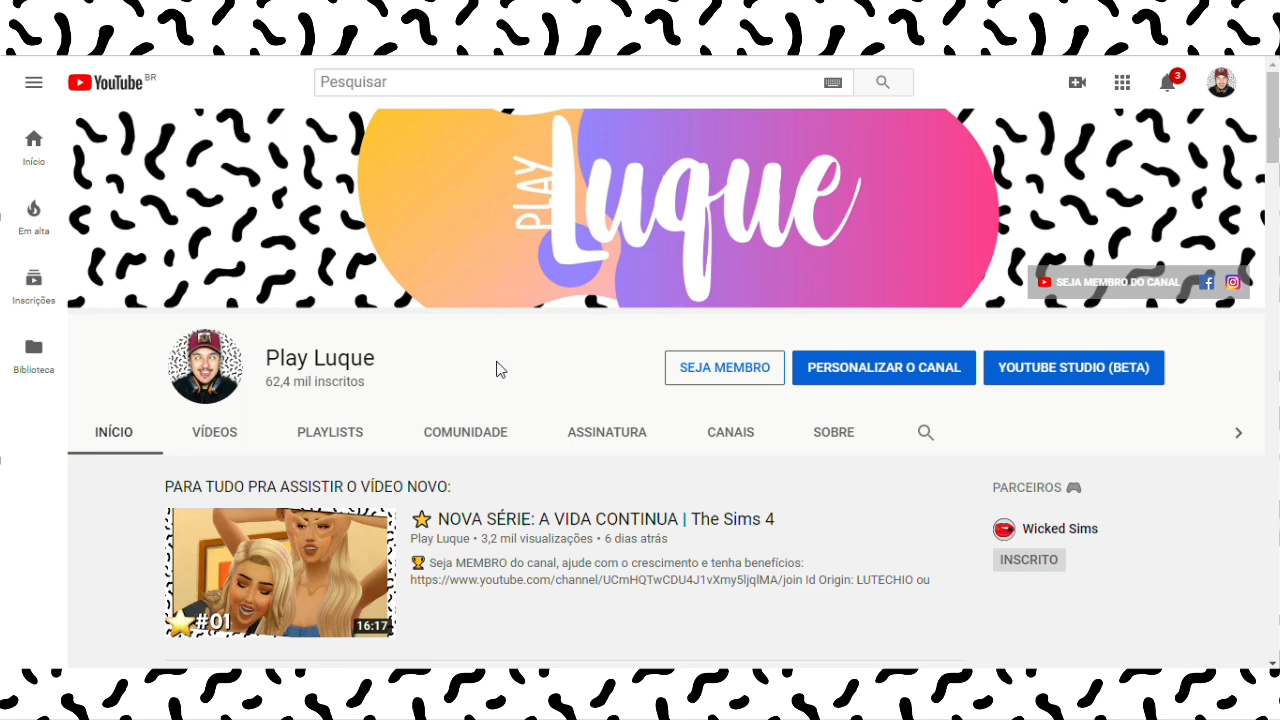 YouTube BR
Pesquisar
3
Início
Em alta
Inscrições
Biblioteca
PLAY
Luque
SEJA MEMBRO DO CANAL
Play Luque
62,4 mil inscritos
SEJA MEMBRO
PERSONALIZAR O CANAL
YOUTUBE STUDIO (BETA)
INÍCIO
VÍDEOS
PLAYLISTS
COMUNIDADE
ASSINATURA
CANAIS
SOBRE
PARA TUDO PRA ASSISTIR O VÍDEO NOVO:
#01
16:17
⭐ NOVA SÉRIE: A VIDA CONTINUA | The Sims 4
Play Luque • 3,2 mil visualizações • 6 dias atrás
🏆 Seja MEMBRO do canal, ajude com o crescimento e tenha benefícios:
https://www.youtube.com/channel/UCmHQTwCDU4J1vXmy5ljqlMA/join Id Origin: LUTECHIO ou
PARCEIROS 🎮
Wicked Sims
INSCRITO